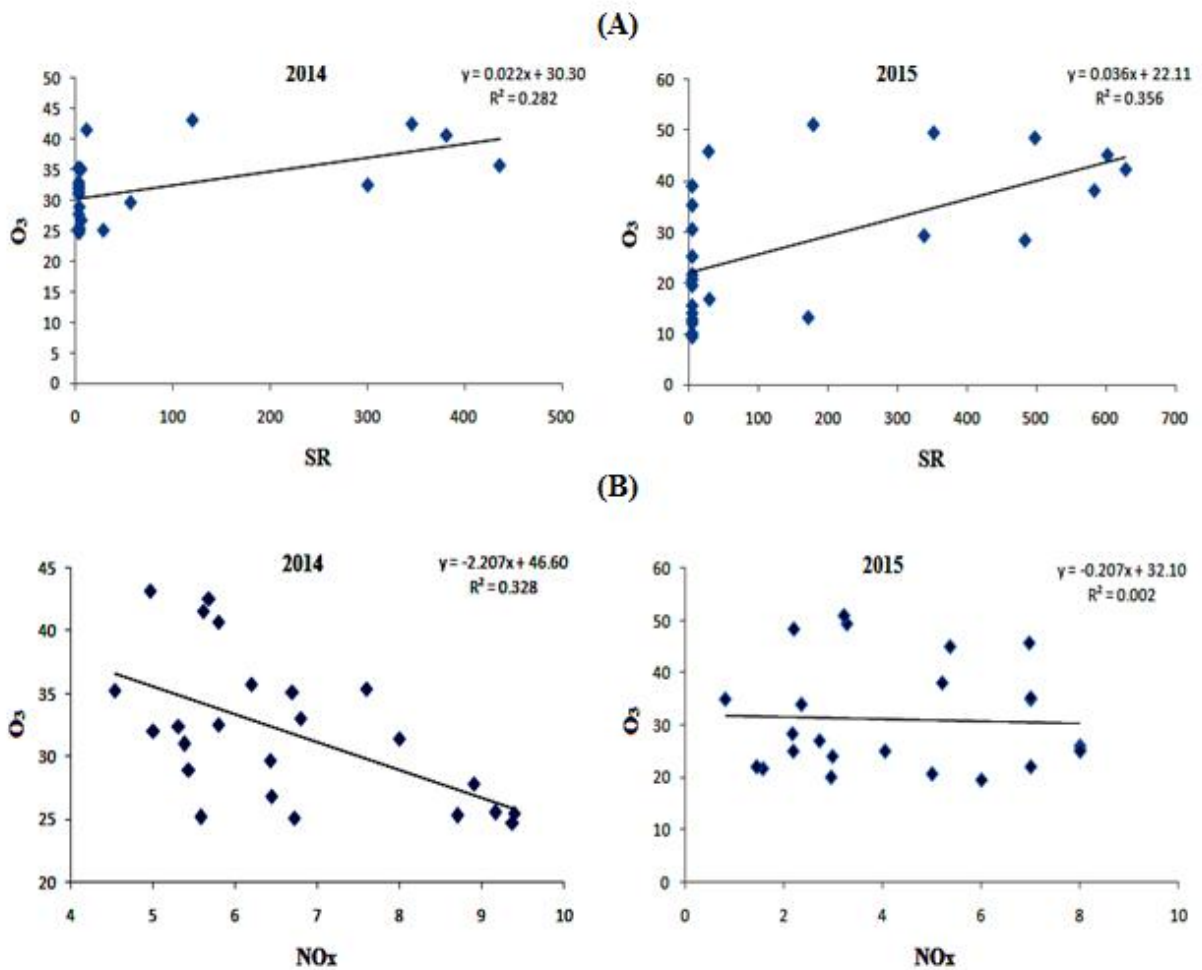 (A)
2014
y = 0.022x + 30.30
R² = 0.282
50
45
40
35
30
25
20
15
10
5
0
O₃
0 100 200 300 400 500
SR
2015
y = 0.036x + 22.11
R² = 0.356
60
50
40
30
20
10
0
O₃
0 100 200 300 400 500 600 700
SR
(B)
2014
y = -2.207x + 46.60
R² = 0.328
45
40
35
30
25
20
O₃
4 5 6 7 8 9 10
NOx
2015
y = -0.207x + 32.10
R² = 0.002
60
50
40
30
20
10
0
O₃
0 2 4 6 8 10
NOx